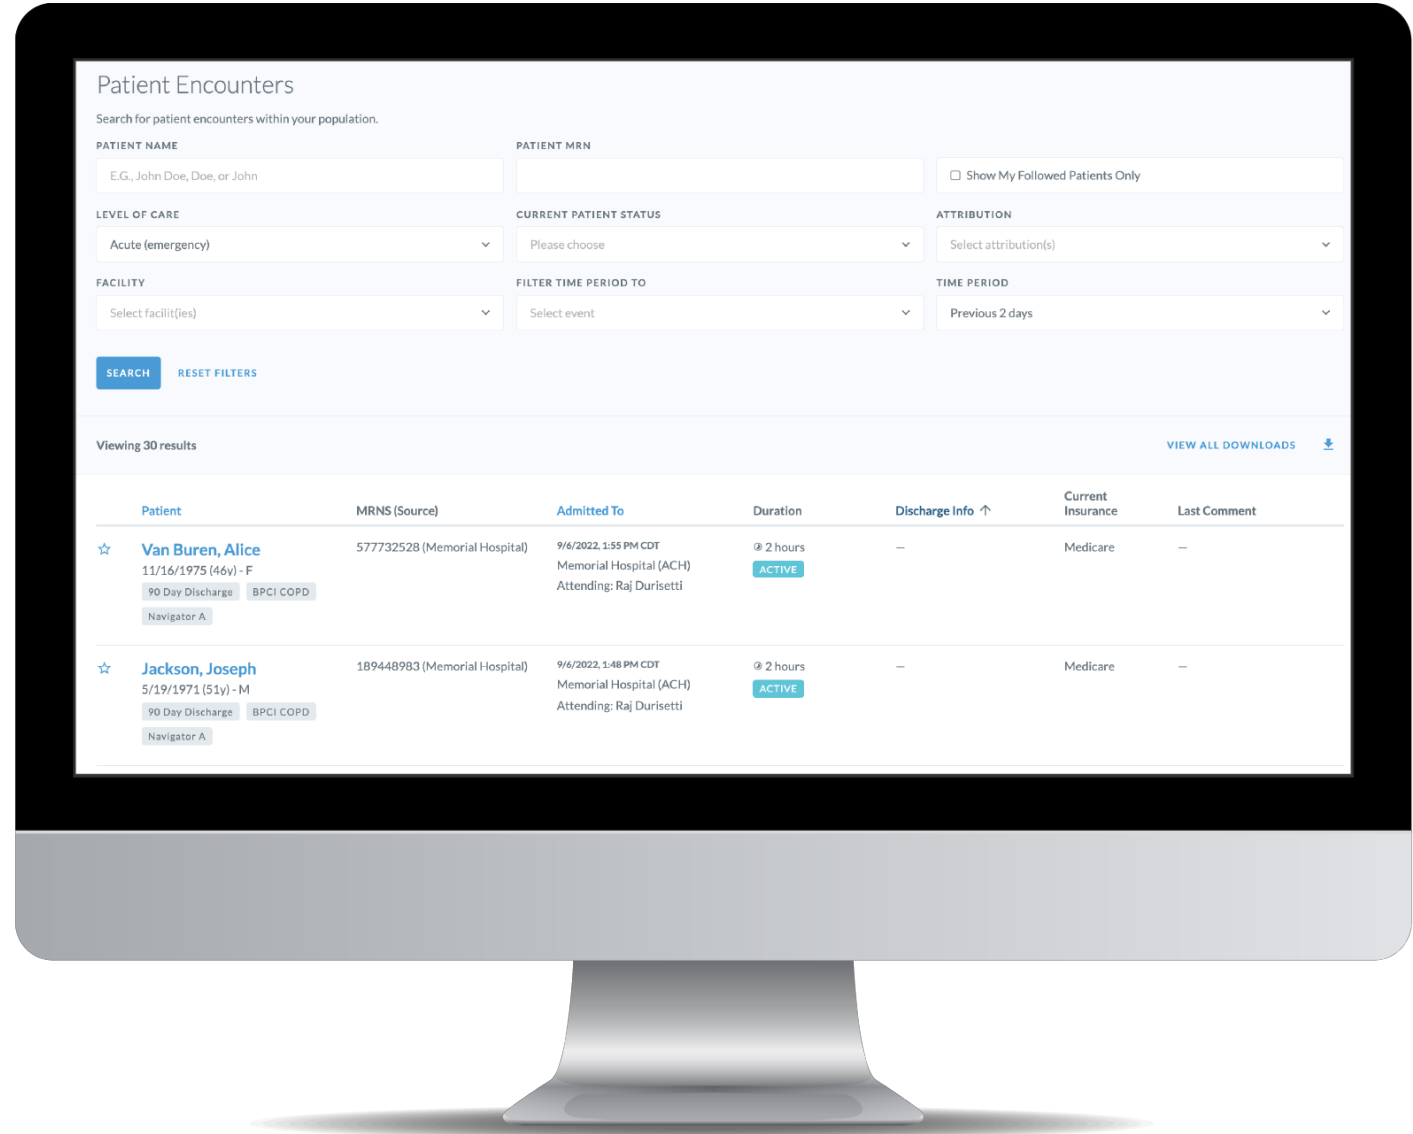 Patient Encounters
Search for patient encounters within your population.
PATIENT NAME
PATIENT MRN
E.G., John Doe, Doe, or John
Show My Followed Patients Only
LEVEL OF CARE
CURRENT PATIENT STATUS
ATTRIBUTION
Acute (emergency)
Please choose
Select attribution(s)
FACILITY
FILTER TIME PERIOD TO
TIME PERIOD
Select facilit(ies)
Select event
Previous 2 days
SEARCH
RESET FILTERS
Viewing 30 results
VIEW ALL DOWNLOADS
Patient
MRNS (Source)
Admitted To
Duration
Discharge Info ↑
Current
Insurance
Last Comment
Van Buren, Alice
11/16/1975 (46y) - F
90 Day Discharge
BPCI COPD
Navigator A
577732528 (Memorial Hospital)
9/6/2022, 1:55 PM CDT
Memorial Hospital (ACH)
Attending: Raj Durisetti
2 hours
ACTIVE
—
Medicare
—
Jackson, Joseph
5/19/1971 (51y) - M
90 Day Discharge
BPCI COPD
Navigator A
189448983 (Memorial Hospital)
9/6/2022, 1:48 PM CDT
Memorial Hospital (ACH)
Attending: Raj Durisetti
2 hours
ACTIVE
—
Medicare
—